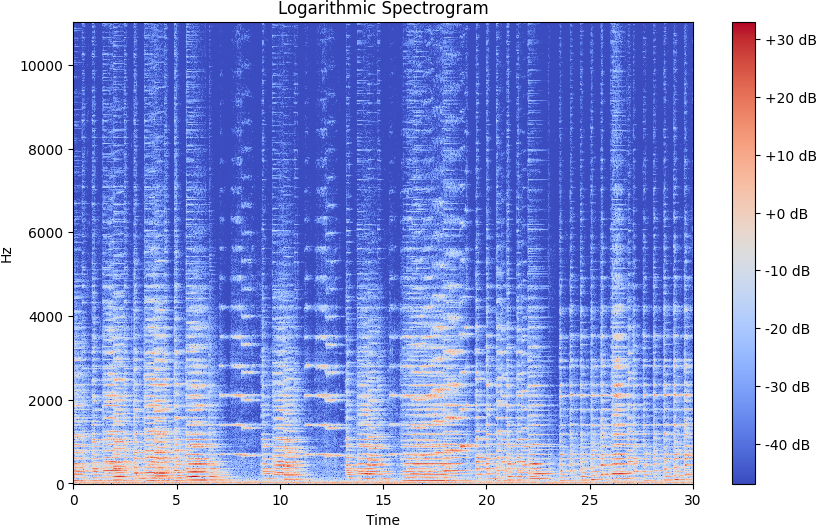 Logarithmic Spectrogram
10000
8000
6000
4000
2000
0
Hz
0 5 10 15 20 25 30
Time
+30 dB
+20 dB
+10 dB
+0 dB
-10 dB
-20 dB
-30 dB
-40 dB